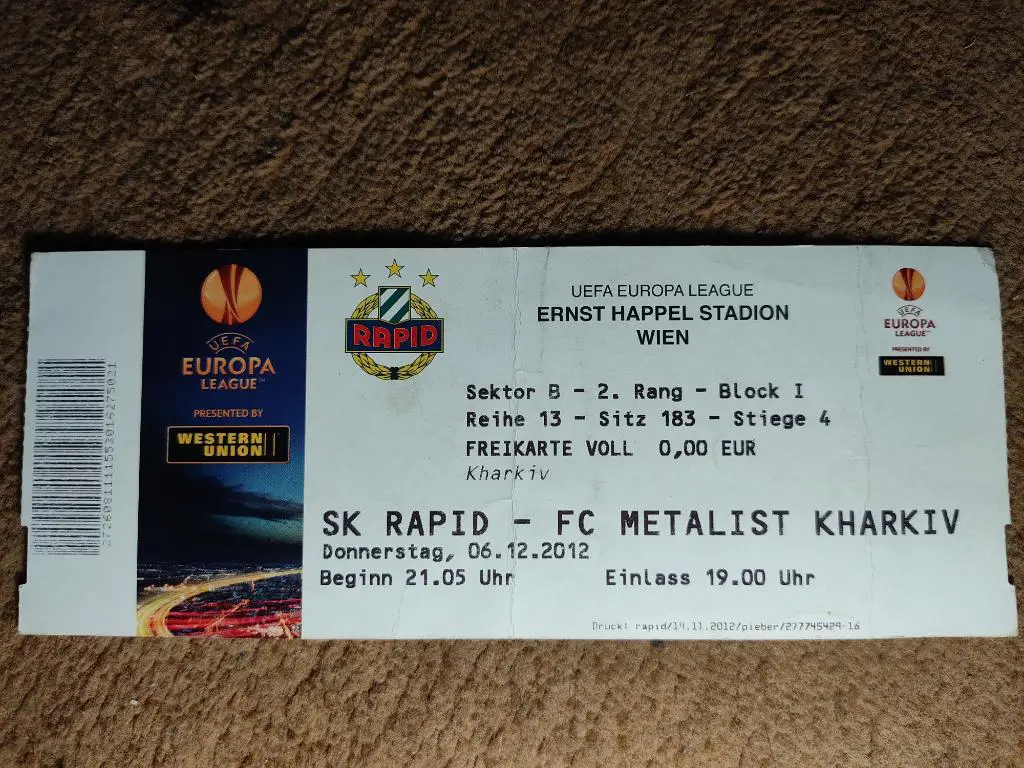 2726081111553016275021
UEFA
EUROPA
LEAGUE™
PRESENTED BY
WESTERN
UNION
RAPID
UEFA EUROPA LEAGUE
ERNST HAPPEL STADION
WIEN
Sektor B - 2. Rang - Block I
Reihe 13 - Sitz 183 - Stiege 4
FREIKARTE VOLL 0,00 EUR
Kharkiv
SK RAPID - FC METALIST KHARKIV
Donnerstag, 06.12.2012
Beginn 21.05 Uhr Einlass 19.00 Uhr
Druck: rapid/14.11.2012/pieber/277745429-16
UEFA
EUROPA
LEAGUE™
PRESENTED BY
WESTERN
UNION